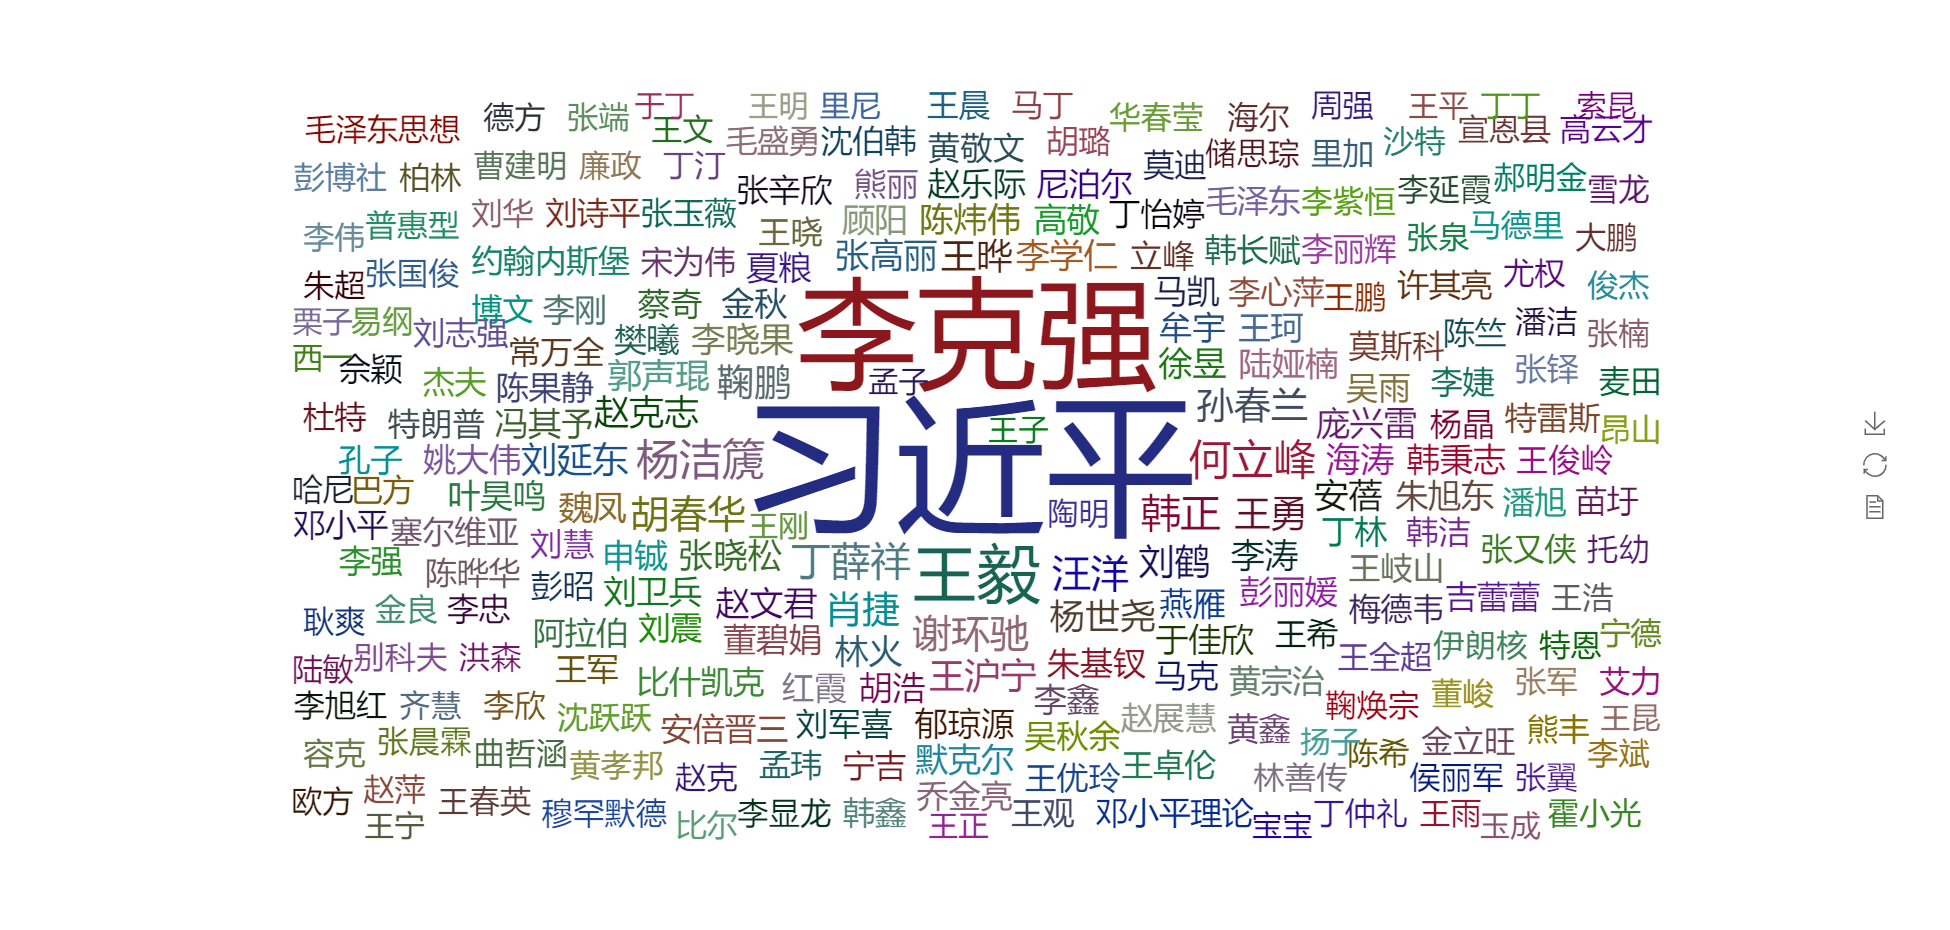 毛泽东思想 德方 张端 于丁 王文 王明 里尼 王晨 马丁 华春莹 海尔 周强 王平 丁丁 索昆
毛盛勇 沈伯韩 黄敬文 胡璐 储思琮 里加 沙特 宣恩县 高云才
彭博社 柏林 曹建明 廉政 丁汀 张辛欣 熊丽 赵乐际 尼泊尔 莫迪 毛泽东 李紫恒 李延霞 郝明金 雪龙
李伟 普惠型 刘华 刘诗平 张玉薇 王晓 顾阳 陈炜伟 高敬 丁怡婷 韩长赋 李丽辉 张泉 马德里 大鹏
朱超 张国俊 约翰内斯堡 宋为伟 夏粮 张高丽 王晔 李学仁 立峰 马凯 李心萍 王鹏 许其亮 尤权 俊杰
栗子 易纲 刘志强 博文 李刚 蔡奇 金秋 李克强 牟宇 王珂 莫斯科 陈竺 潘洁 张楠
西一 佘颖 常万全 樊曦 李晓果 徐昱 陆娅楠
杰夫 陈果静 郭声琨 鞠鹏 孟子 吴雨 李婕 张铎 麦田
杜特 特朗普 冯其予 赵克志 习近平 王子 孙春兰 庞兴雷 杨晶 特雷斯 昂山
孔子 姚大伟 刘延东 杨洁篪 何立峰 海涛 韩秉志 王俊岭
哈尼 巴方 叶昊鸣 魏凤 胡春华 王刚 陶明 韩正 王勇 安蓓 朱旭东 潘旭 苗圩
邓小平 塞尔维亚 刘慧 申铖 张晓松 丁薛祥 王毅 汪洋 刘鹤 李涛 丁林 韩洁 张又侠 托幼
李强 陈晔华 彭昭 刘卫兵 赵文君 肖捷 杨世尧 燕雁 彭丽媛 王岐山 梅德韦 吉蕾蕾 王浩
耿爽 金良 李忠 阿拉伯 刘震 董碧娟 林火 谢环驰 于佳欣 王希 王全超 伊朗核 特恩 宁德
陆敏 别科夫 洪森 王军 比什凯克 红霞 胡浩 王沪宁 朱基钗 马克 黄宗治 鞠焕宗 董峻 张军 艾力
李旭红 齐慧 李欣 沈跃跃 安倍晋三 刘军喜 郁琼源 李鑫 吴秋余 赵展慧 黄鑫 扬子 陈希 金立旺 熊丰 王昆
容克 张晨霖 曲哲涵 黄孝邦 赵克 孟玮 宁吉 默克尔 王优玲 王卓伦 林善传 侯丽军 张翼 李斌
欧方 赵萍 王春英 穆罕默德 比尔 李显龙 韩鑫 乔金亮 王观 邓小平理论 宝宝 丁仲礼 王雨 玉成 霍小光
王宁 王正